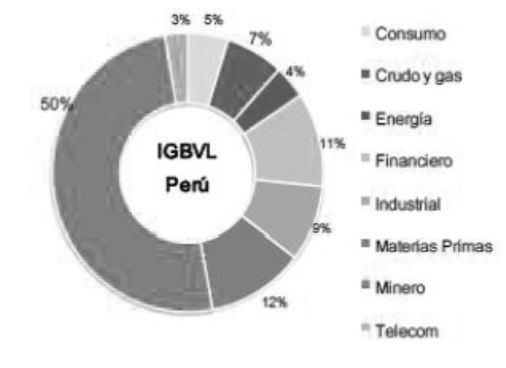 3%
5%
7%
4%
11%
9%
12%
50%
IGBVL
Perú
Consumo
Crudo y gas
Energía
Financiero
Industrial
Materias Primas
Minero
Telecom